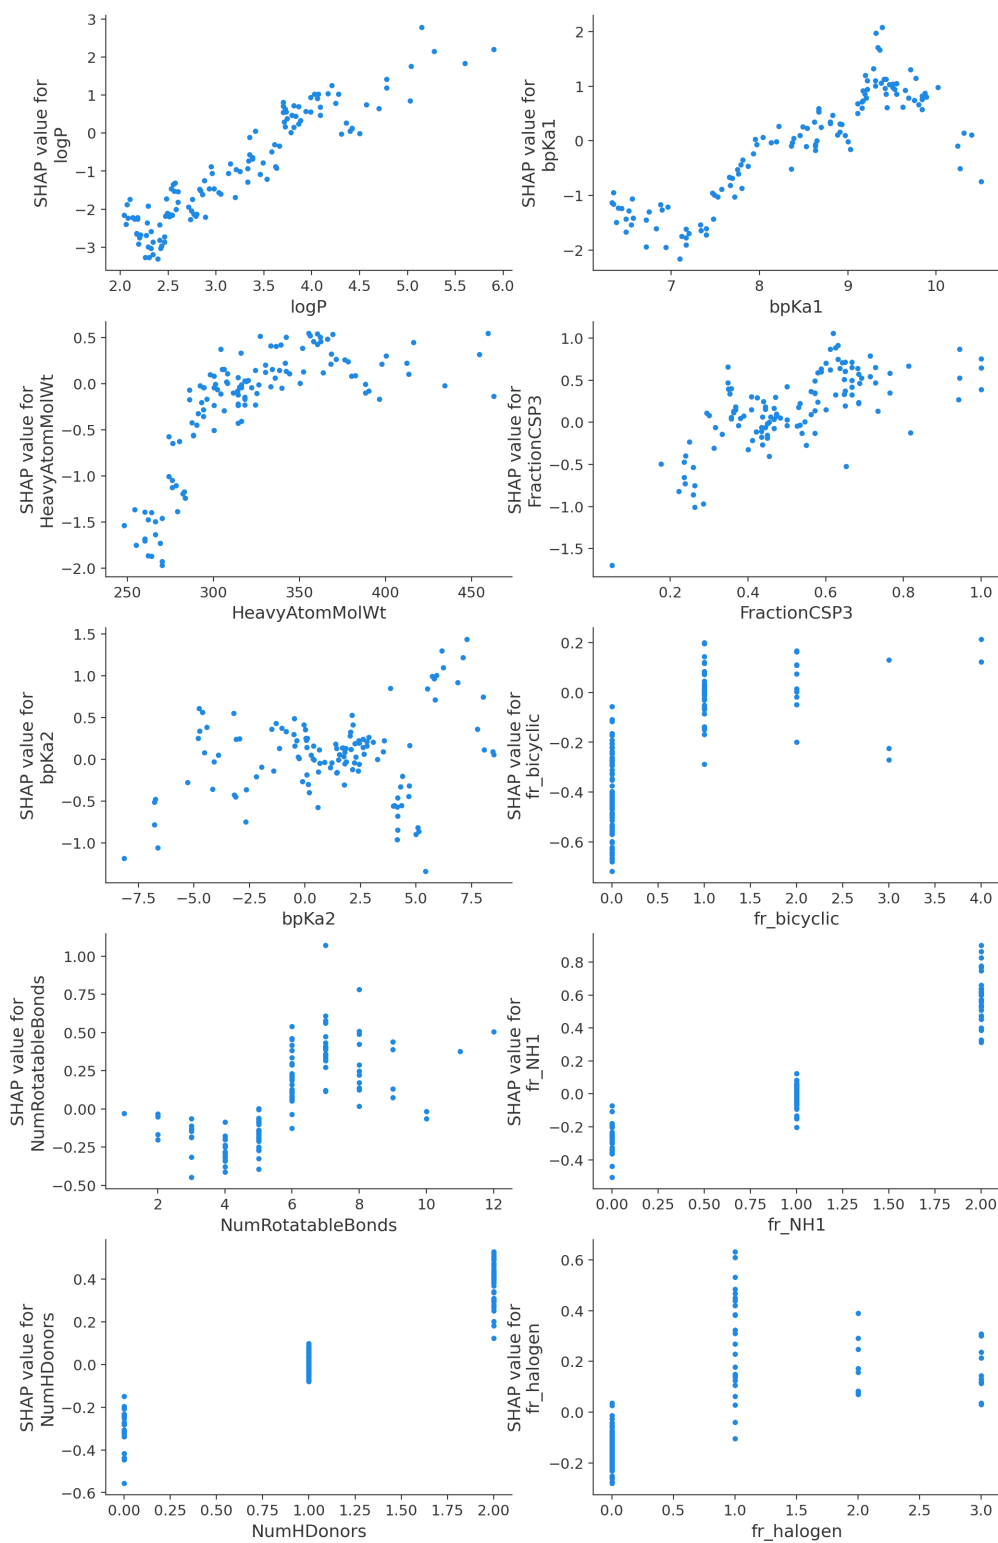 SHAP value for
logP
3
2
1
0
−1
−2
−3
2.0 2.5 3.0 3.5 4.0 4.5 5.0 5.5 6.0
logP
SHAP value for
bpKa1
2
1
0
−1
−2
7 8 9 10
bpKa1
SHAP value for
HeavyAtomMolWt
0.5
0.0
−0.5
−1.0
−1.5
−2.0
250 300 350 400 450
HeavyAtomMolWt
SHAP value for
FractionCSP3
1.0
0.5
0.0
−0.5
−1.0
−1.5
0.2 0.4 0.6 0.8 1.0
FractionCSP3
SHAP value for
bpKa2
1.5
1.0
0.5
0.0
−0.5
−1.0
−7.5 −5.0 −2.5 0.0 2.5 5.0 7.5
bpKa2
SHAP value for
fr_bicyclic
0.2
0.0
−0.2
−0.4
−0.6
0.0 0.5 1.0 1.5 2.0 2.5 3.0 3.5 4.0
fr_bicyclic
SHAP value for
NumRotatableBonds
1.00
0.75
0.50
0.25
0.00
−0.25
−0.50
2 4 6 8 10 12
NumRotatableBonds
SHAP value for
fr_NH1
0.8
0.6
0.4
0.2
0.0
−0.2
−0.4
0.00 0.25 0.50 0.75 1.00 1.25 1.50 1.75 2.00
fr_NH1
SHAP value for
NumHDonors
0.4
0.2
0.0
−0.2
−0.4
−0.6
0.00 0.25 0.50 0.75 1.00 1.25 1.50 1.75 2.00
NumHDonors
SHAP value for
fr_halogen
0.6
0.4
0.2
0.0
−0.2
0.0 0.5 1.0 1.5 2.0 2.5 3.0
fr_halogen